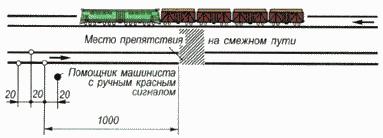 Место препятствия на смежном пути
Помощник машиниста
с ручным красным
сигналом
20 20 20
1000